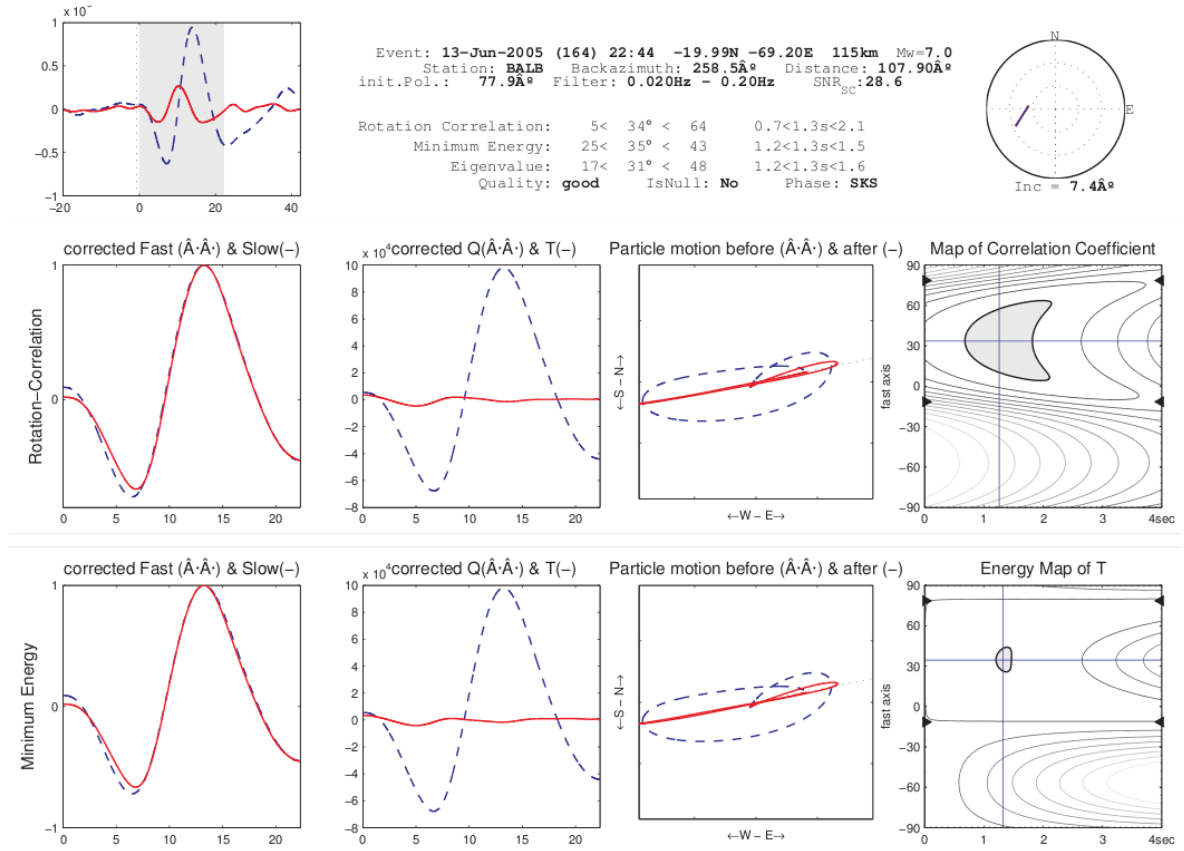 x 10⁻
1
0.5
0
-0.5
-1
-20 0 20 40
Event: 13-Jun-2005 (164) 22:44 -19.99N -69.20E 115km Mw=7.0
Station: BALB Backazimuth: 258.5º Distance: 107.90º
init.Pol.: 77.9º Filter: 0.020Hz - 0.20Hz SNR_SC:28.6
Rotation Correlation: 5< 34° < 64 0.7<1.3s<2.1
Minimum Energy: 25< 35° < 43 1.2<1.3s<1.5
Eigenvalue: 17< 31° < 48 1.2<1.3s<1.6
Quality: good IsNull: No Phase: SKS
N
E
Inc = 7.4º
Rotation-Correlation
corrected Fast (··) & Slow(-)
1
0
0 5 10 15 20
x 10⁴ corrected Q(··) & T(-)
10
8
6
4
2
0
-2
-4
-6
-8
0 5 10 15 20
Particle motion before (··) & after (-)
←S - N→
←W - E→
Map of Correlation Coefficient
fast axis
90
60
30
0
-30
-60
-90
0 1 2 3 4sec
Minimum Energy
corrected Fast (··) & Slow(-)
1
0
1
0 5 10 15 20
x 10⁴ corrected Q(··) & T(-)
10
8
6
4
2
0
-2
-4
-6
-8
0 5 10 15 20
Particle motion before (··) & after (-)
←S - N→
←W - E→
Energy Map of T
fast axis
90
60
30
0
-30
-60
-90
0 1 2 3 4sec